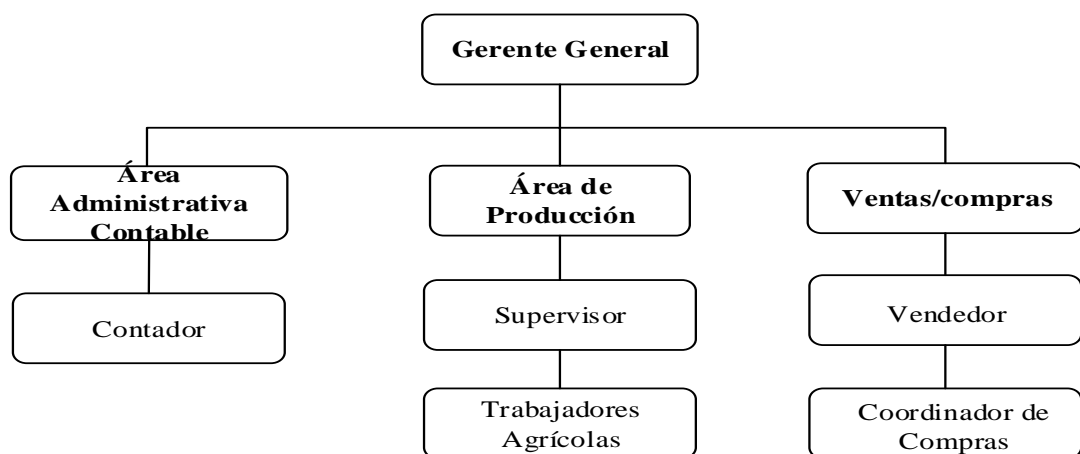 Gerente General
Área
Administrativa
Contable
Área de
Producción
Ventas/compras
Contador
Supervisor
Vendedor
Trabajadores
Agrícolas
Coordinador de
Compras